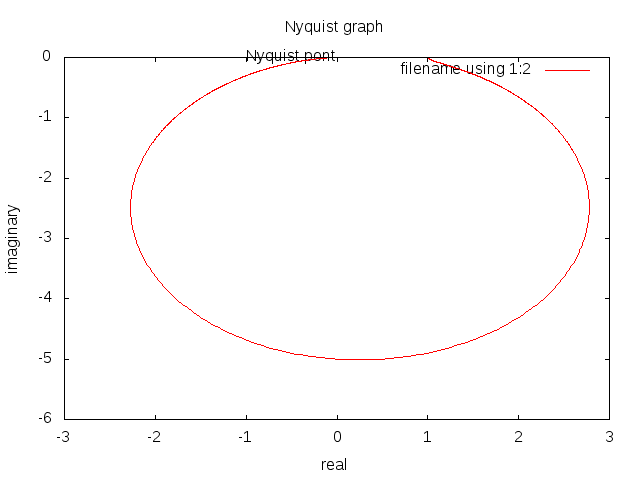 Nyquist graph
Nyquist pont
filename using 1:2
0
-1
-2
-3
-4
-5
-6
imaginary
-3 -2 -1 0 1 2 3
real